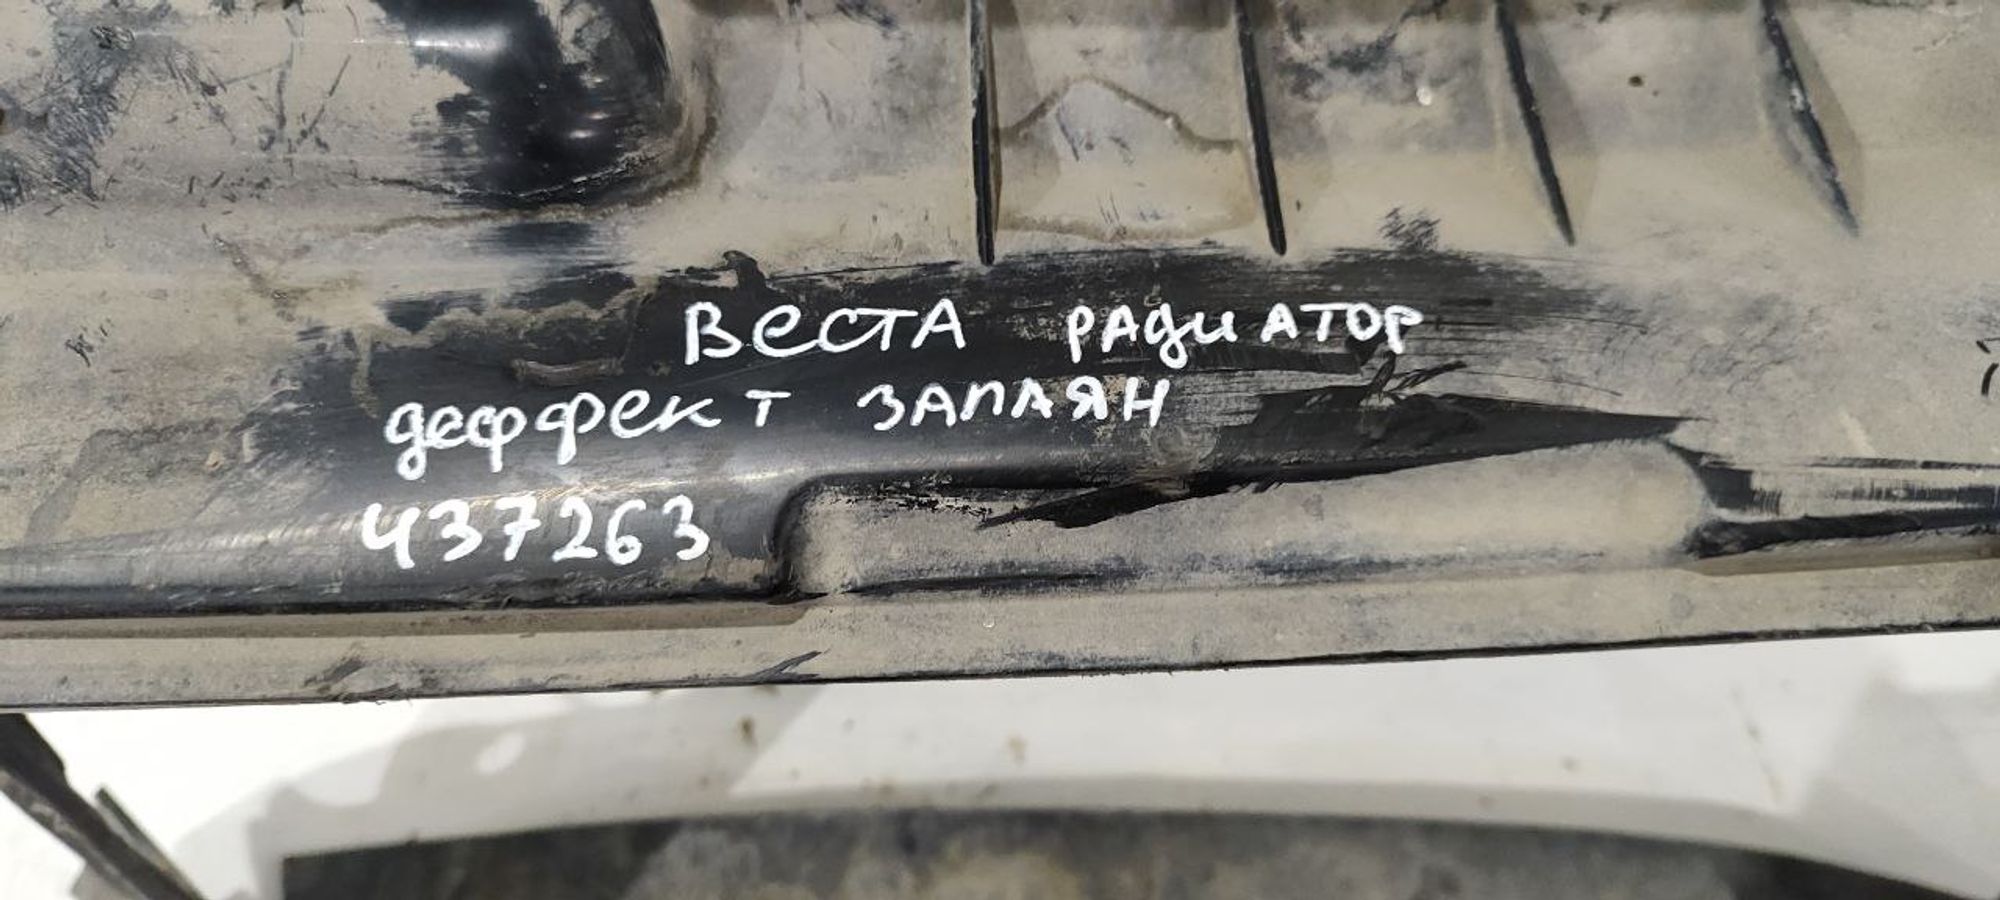 ВеСТА РАДИАТОР
деффект ЗАПАЯН
437263